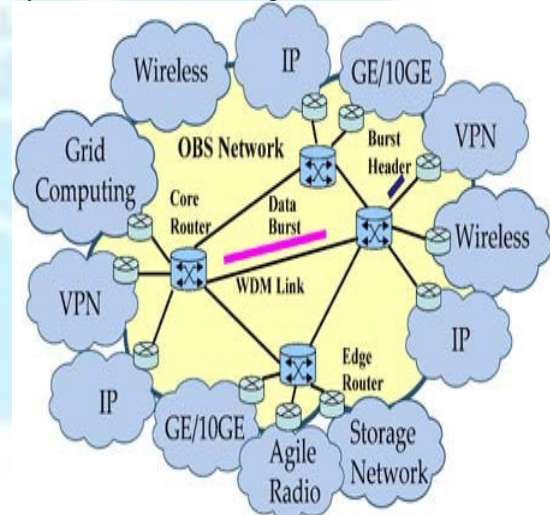 IP
Wireless
GE/10GE
Burst
Header
VPN
OBS Network
Grid
Computing
Core
Router
Data
Burst
Wireless
WDM Link
VPN
IP
Edge
Router
IP
GE/10GE
Agile
Radio
Storage
Network